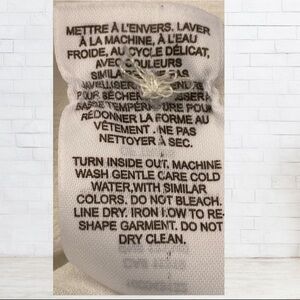 METTRE À L'ENVERS. LAVER
À LA MACHINE, À L'EAU
FROIDE, AU CYCLE DÉLICAT,
AVEC COULEURS
POUR SÉCHER
BASSE TEMPÉRATURE POUR
REDONNER LA FORME AU
VÊTEMENT. NE PAS
NETTOYER À SEC.
TURN INSIDE OUT, MACHINE
WASH GENTLE CARE COLD
WATER, WITH SIMILAR
COLORS. DO NOT BLEACH.
LINE DRY. IRON LOW TO RE-
SHAPE GARMENT. DO NOT
DRY CLEAN.